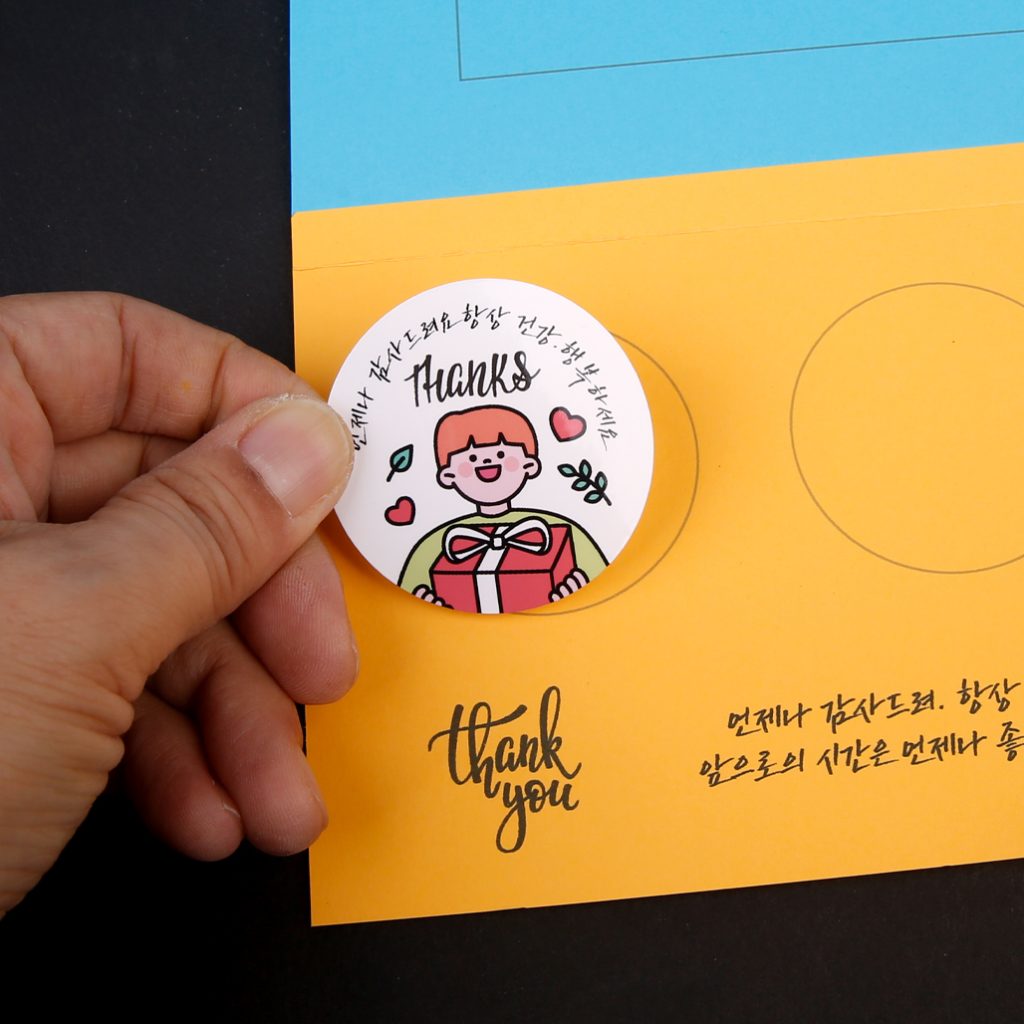 언제나 감사드려요 항상 건강.행복하세요
THANKS
thank
you
언제나 감사드려. 항상
앞으로의 시간은 언제나 좋